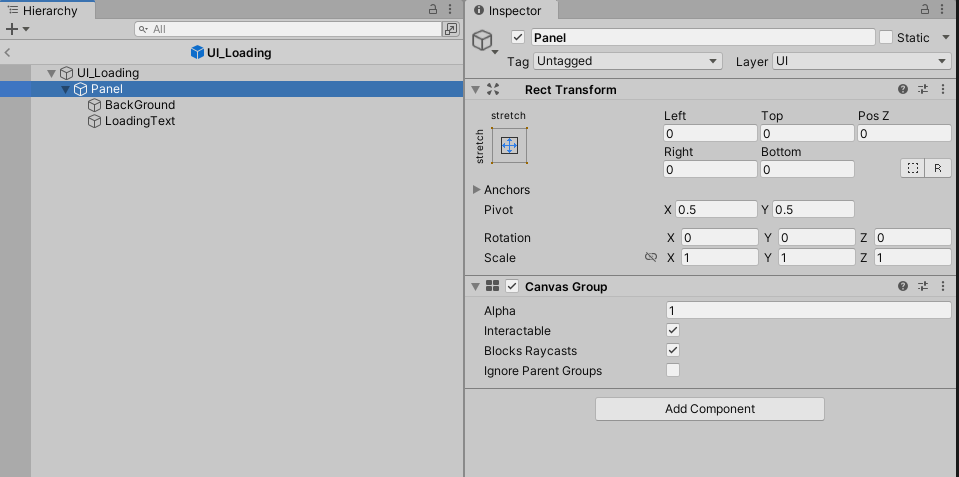 Hierarchy
All
UI_Loading
UI_Loading
Panel
BackGround
LoadingText
Inspector
Panel
Static
Tag Untagged Layer UI
Rect Transform
stretch
stretch
Left Top Pos Z
0 0 0
Right Bottom
0 0
R
Anchors
Pivot X 0.5 Y 0.5
Rotation X 0 Y 0 Z 0
Scale X 1 Y 1 Z 1
Canvas Group
Alpha 1
Interactable
Blocks Raycasts
Ignore Parent Groups
Add Component